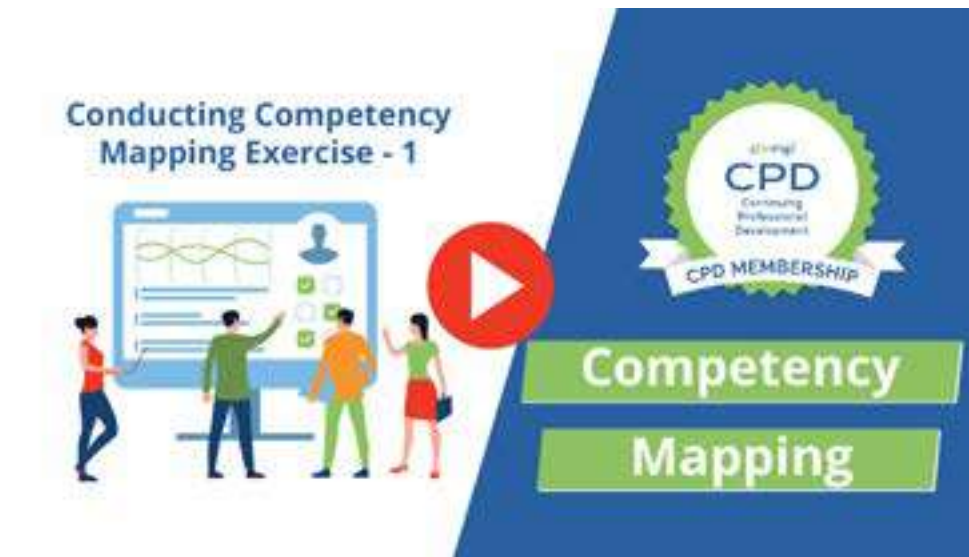 Conducting Competency
Mapping Exercise - 1
CPD
Continuing
Professional
Development
CPD MEMBERSHIP
Competency
Mapping